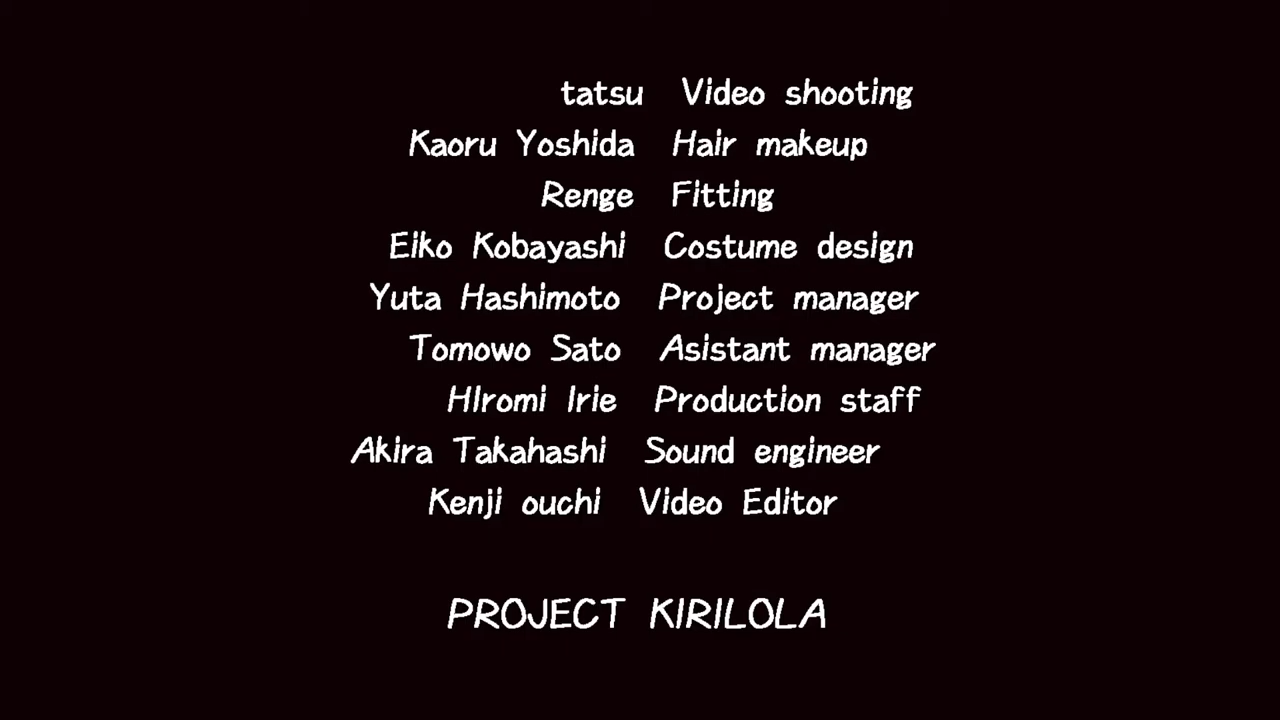 tatsu Video shooting
Kaoru Yoshida Hair makeup
Renge Fitting
Eiko Kobayashi Costume design
Yuta Hashimoto Project manager
Tomowo Sato Asistant manager
HIromi Irie Production staff
Akira Takahashi Sound engineer
Kenji ouchi Video Editor
PROJECT KIRILOLA